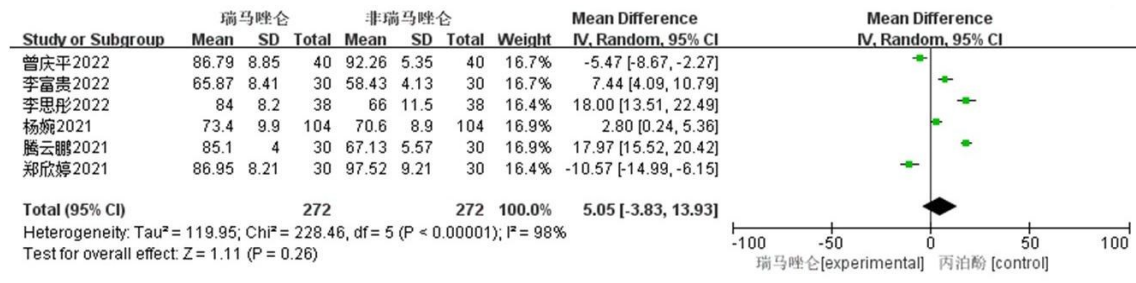 瑞马唑仑 非瑞马唑仑 Mean Difference Mean Difference
Study or Subgroup Mean SD Total Mean SD Total Weight IV, Random, 95% CI IV, Random, 95% CI
曾庆平2022 86.79 8.85 40 92.26 5.35 40 16.7% -5.47 [-8.67, -2.27]
李富贵2022 65.87 8.41 30 58.43 4.13 30 16.7% 7.44 [4.09, 10.79]
李思彤2022 84 8.2 38 66 11.5 38 16.4% 18.00 [13.51, 22.49]
杨婉2021 73.4 9.9 104 70.6 8.9 104 16.9% 2.80 [0.24, 5.36]
腾云鹏2021 85.1 4 30 67.13 5.57 30 16.9% 17.97 [15.52, 20.42]
郑欣婷2021 86.95 8.21 30 97.52 9.21 30 16.4% -10.57 [-14.99, -6.15]
Total (95% CI) 272 272 100.0% 5.05 [-3.83, 13.93]
Heterogeneity: Tau² = 119.95; Chi² = 228.46, df = 5 (P < 0.00001); I² = 98%
Test for overall effect: Z = 1.11 (P = 0.26)
-100 -50 0 50 100
瑞马唑仑[experimental] 丙泊酚 [control]